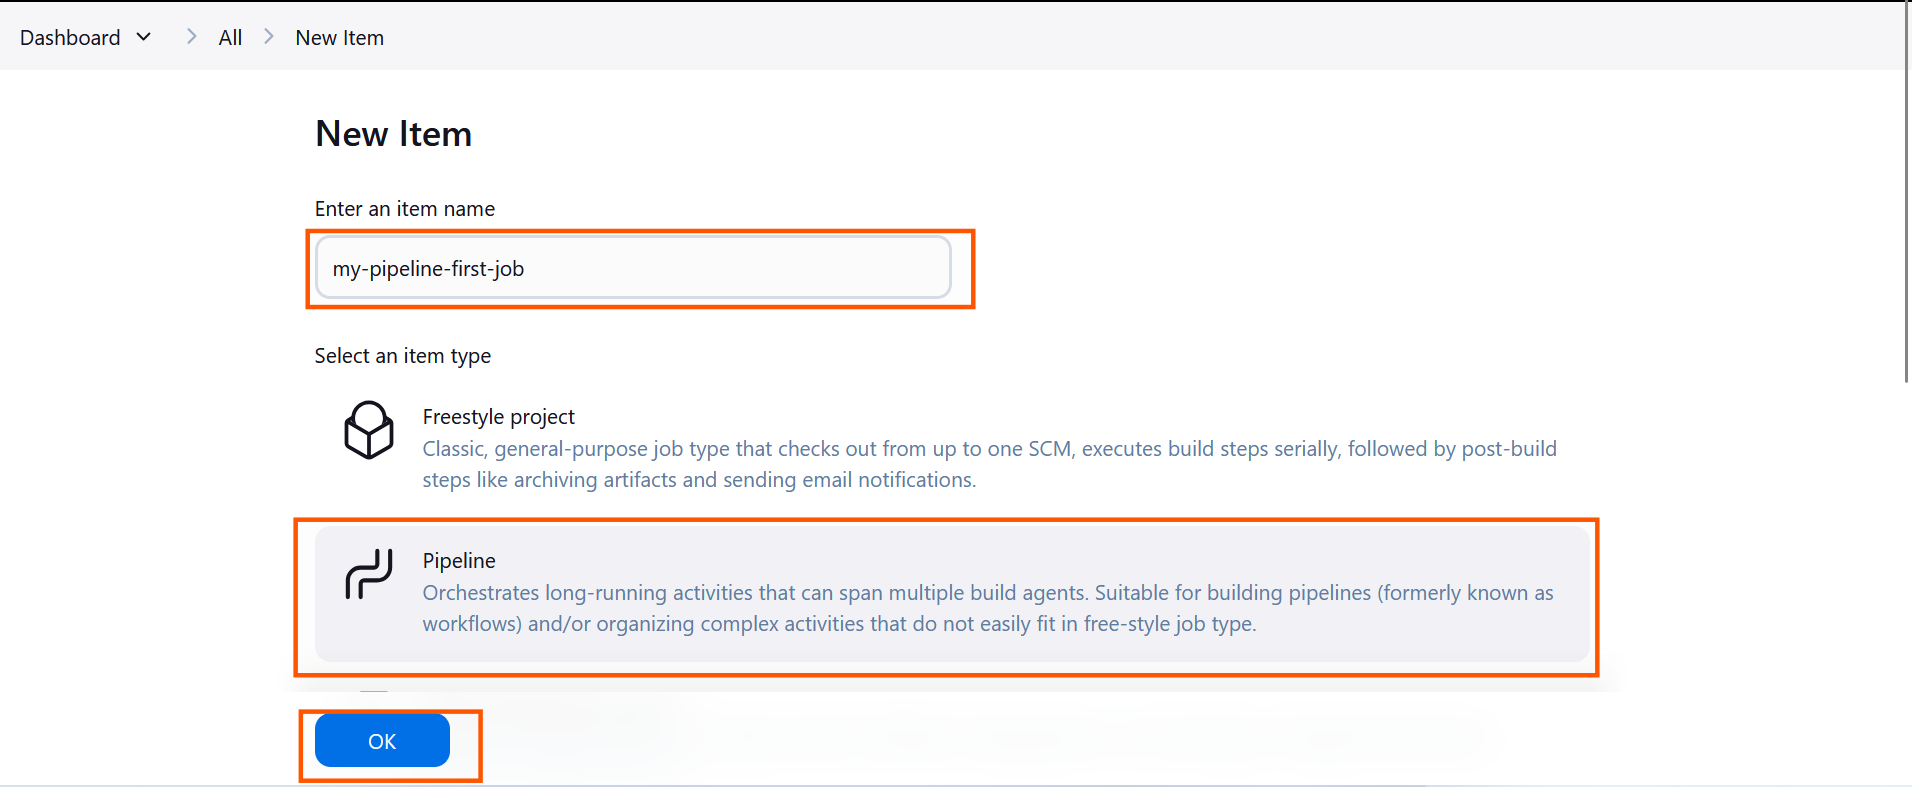 Dashboard > All > New Item
New Item
Enter an item name
my-pipeline-first-job
Select an item type
Freestyle project
Classic, general-purpose job type that checks out from up to one SCM, executes build steps serially, followed by post-build
steps like archiving artifacts and sending email notifications.
Pipeline
Orchestrates long-running activities that can span multiple build agents. Suitable for building pipelines (formerly known as
workflows) and/or organizing complex activities that do not easily fit in free-style job type.
OK